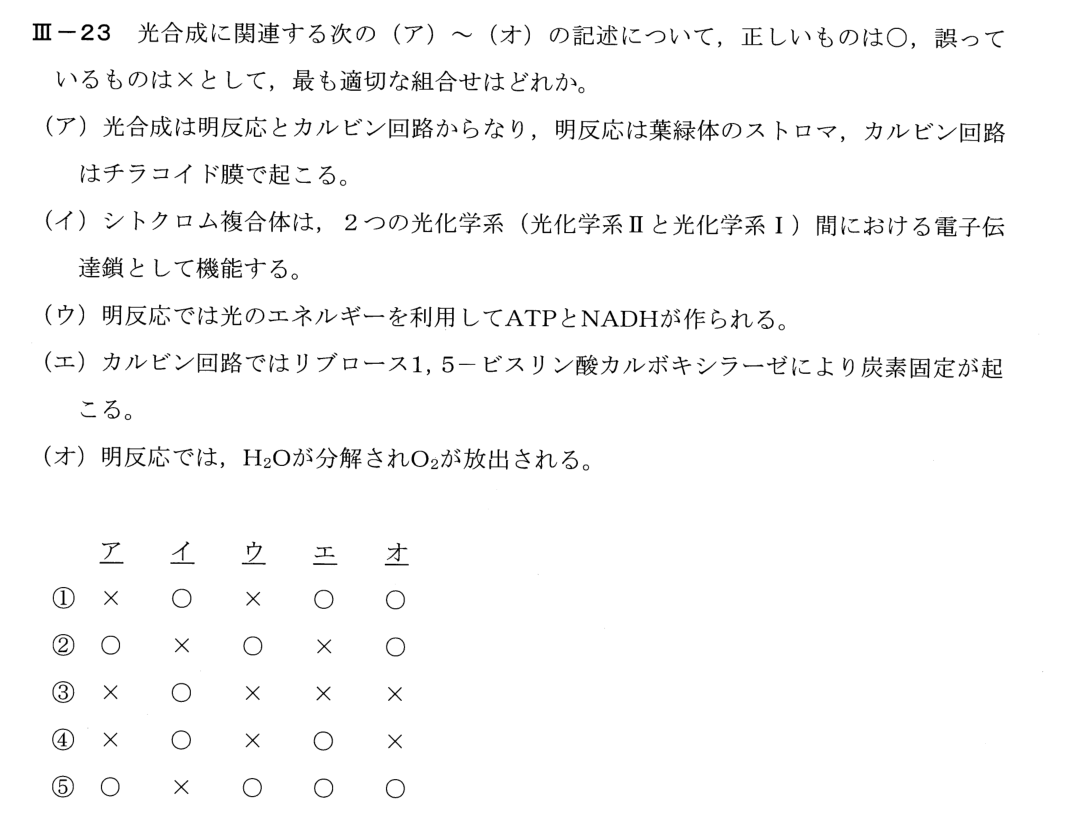 Ⅲ－23　光合成に関連する次の（ア）～（オ）の記述について，正しいものは○，誤って
いるものは×として，最も適切な組合せはどれか。
（ア）光合成は明反応とカルビン回路からなり，明反応は葉緑体のストロマ，カルビン回路
はチラコイド膜で起こる。
（イ）シトクロム複合体は，２つの光化学系（光化学系Ⅱと光化学系Ⅰ）間における電子伝
達鎖として機能する。
（ウ）明反応では光のエネルギーを利用してATPとNADHが作られる。
（エ）カルビン回路ではリブロース1, 5－ビスリン酸カルボキシラーゼにより炭素固定が起
こる。
（オ）明反応では，H₂Oが分解されO₂が放出される。
ア　イ　ウ　エ　オ
①　×　○　×　○　○
②　○　×　○　×　○
③　×　○　×　×　×
④　×　○　×　○　×
⑤　○　×　○　○　○